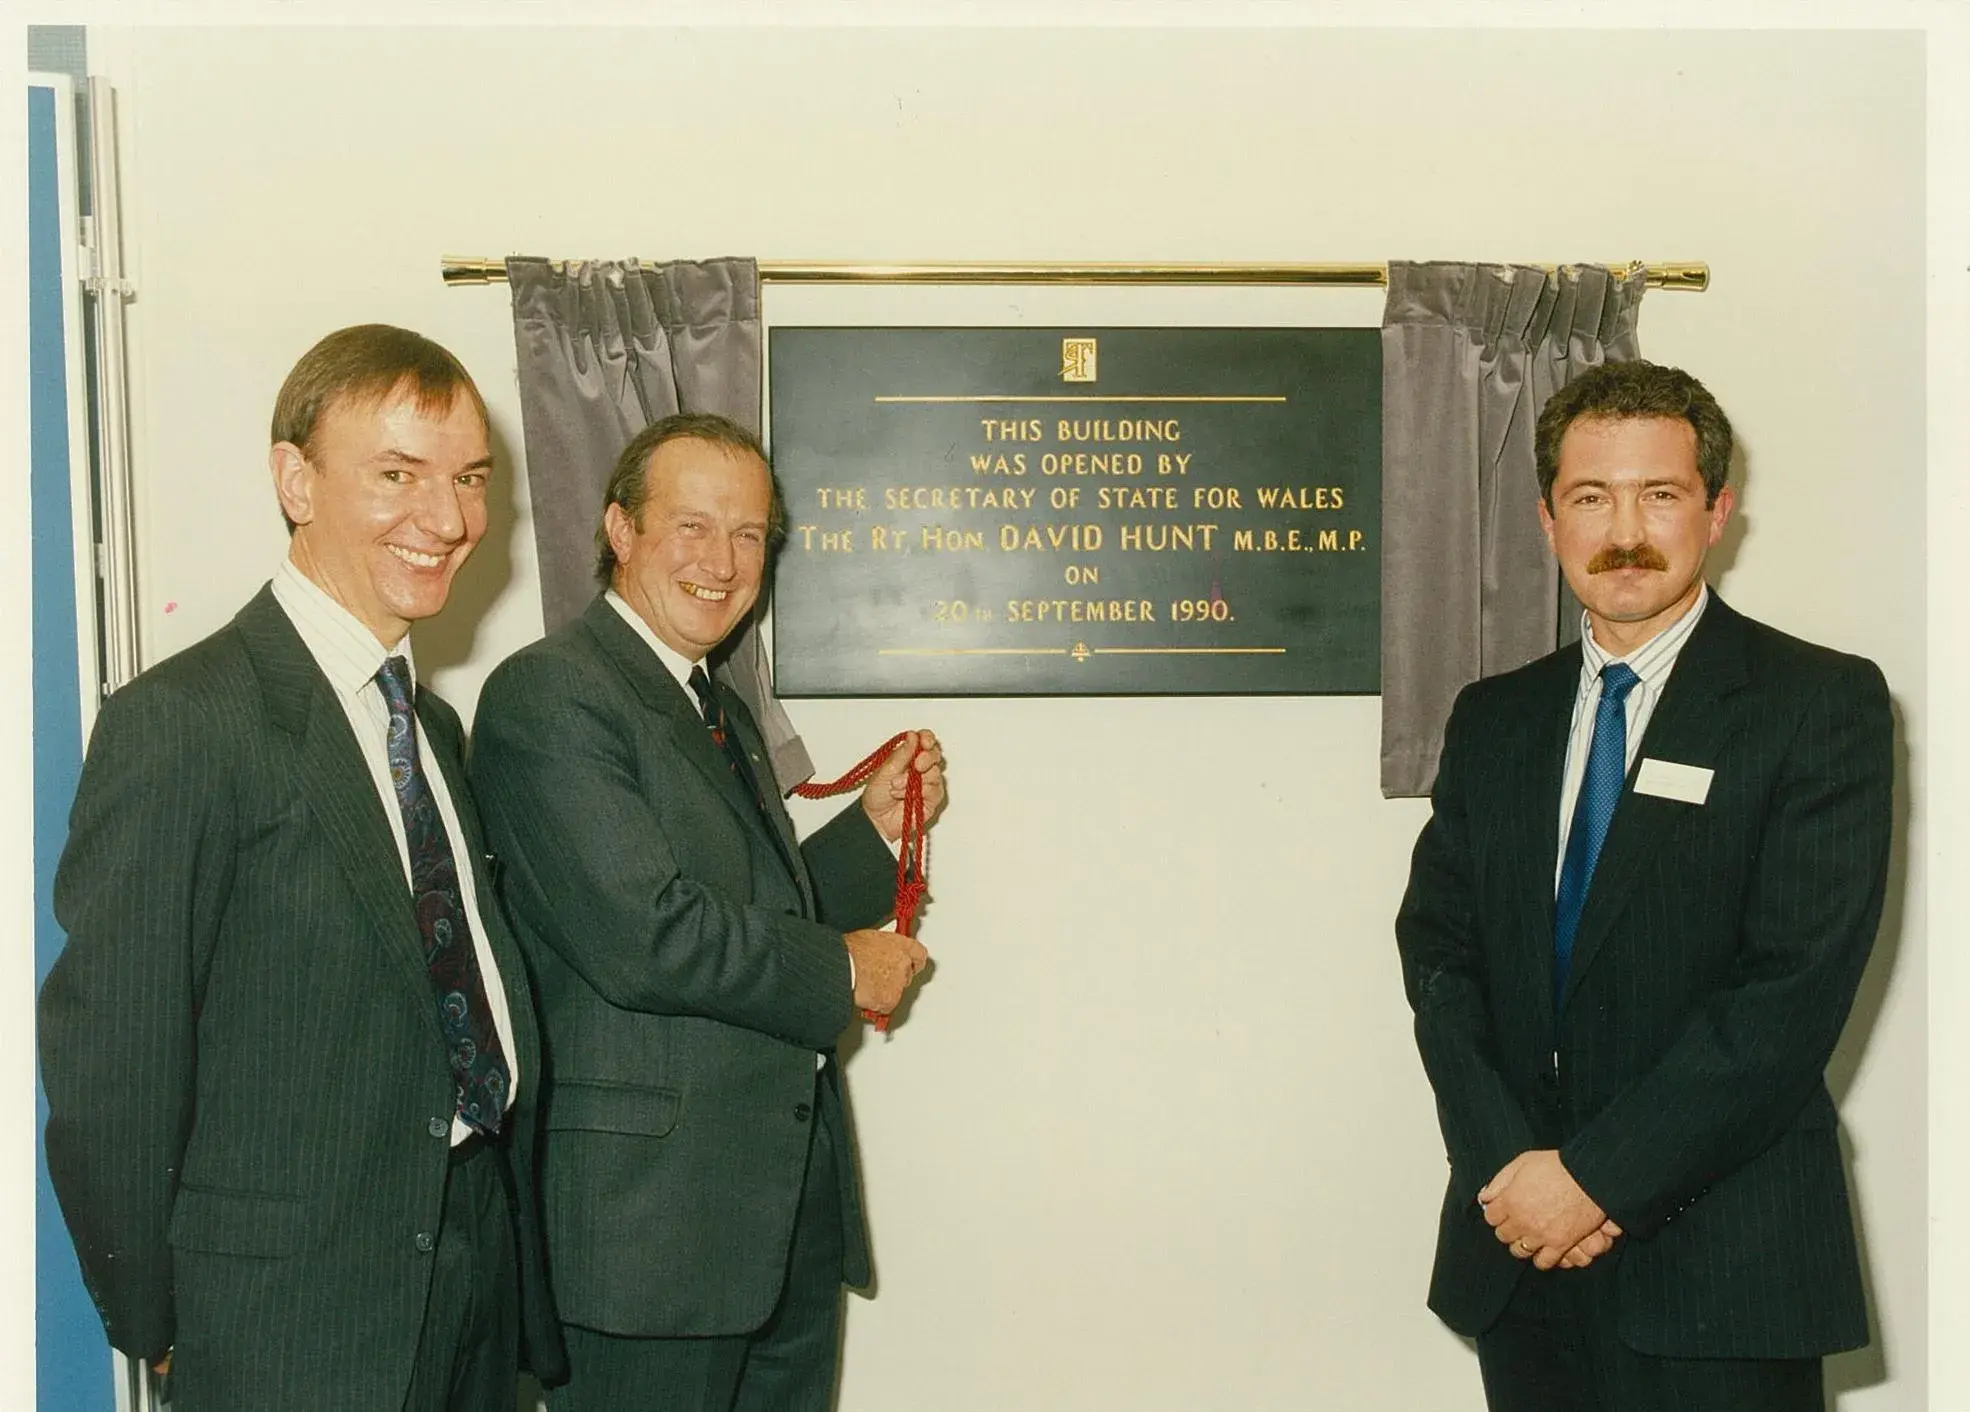 THIS BUILDING
WAS OPENED BY
THE SECRETARY OF STATE FOR WALES
THE RT. HON. DAVID HUNT M.B.E., M.P.
ON
20TH SEPTEMBER 1990.